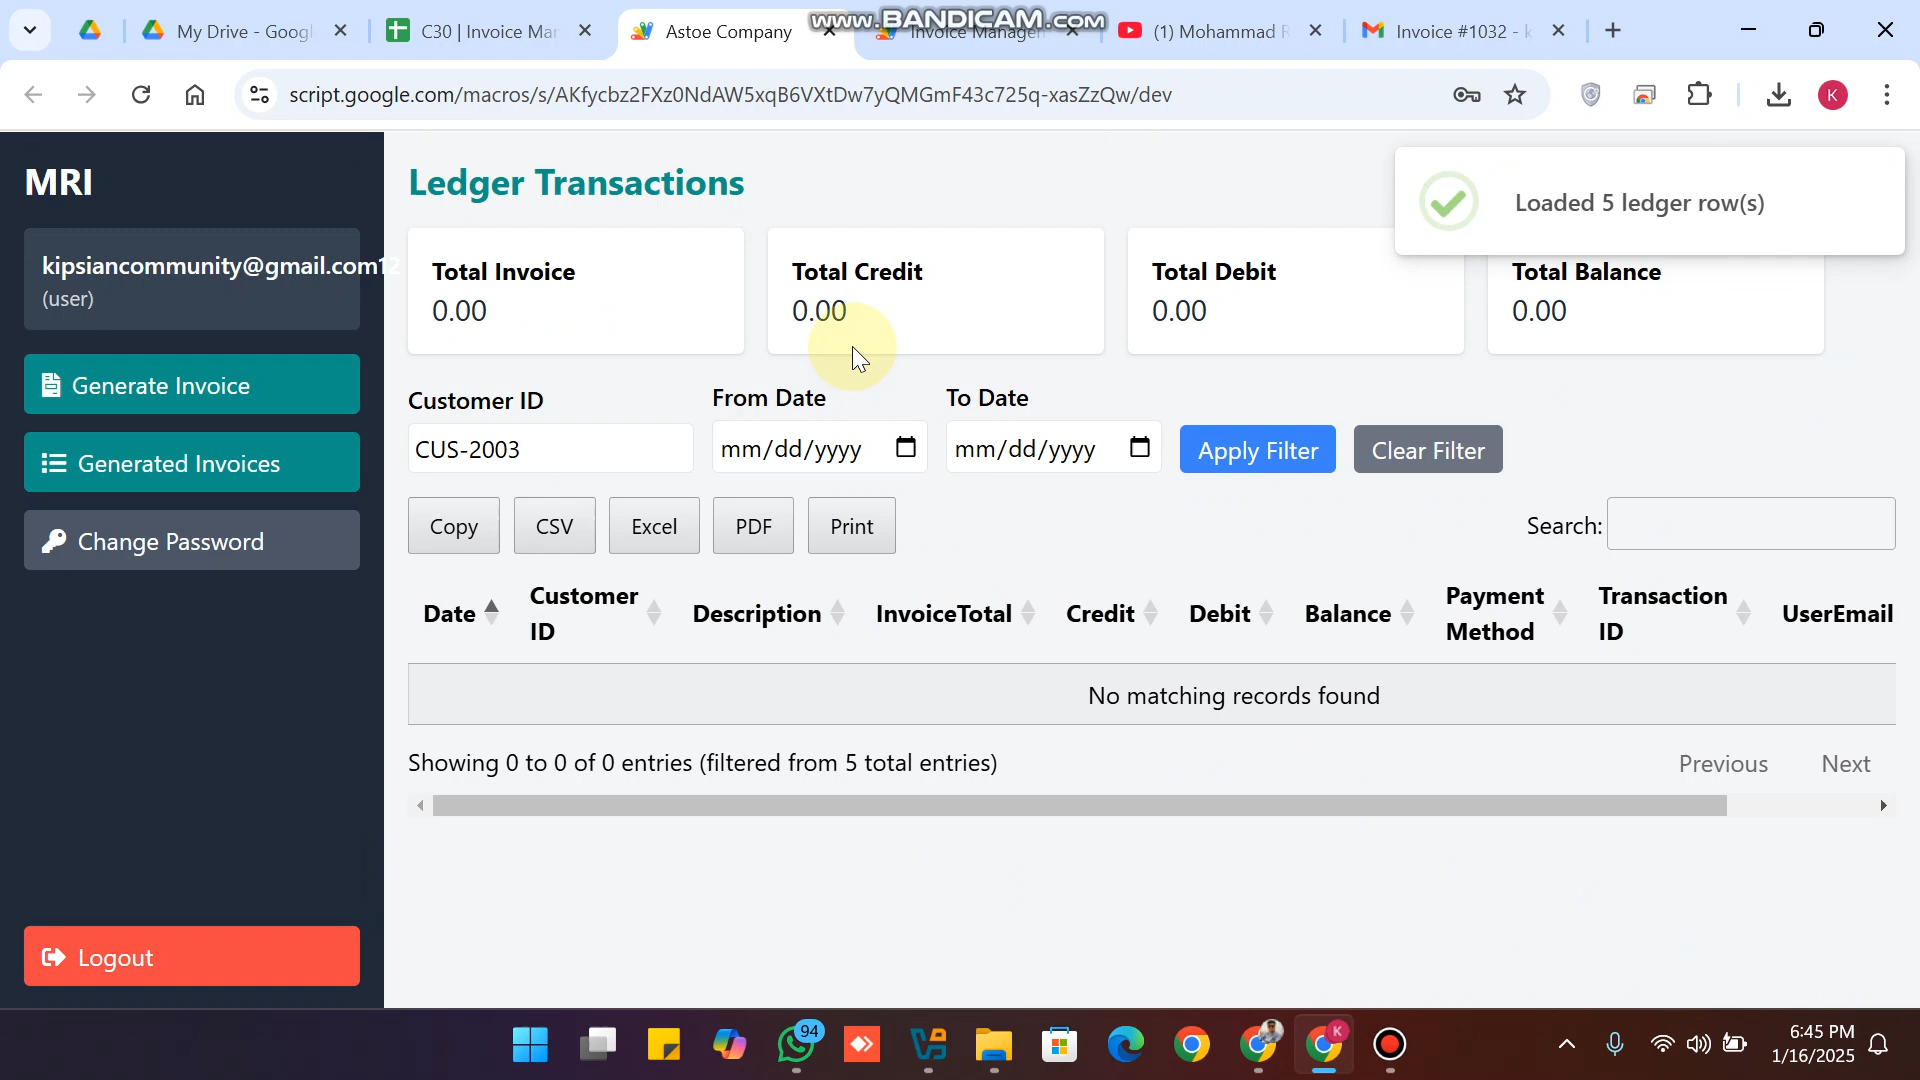 My Drive - Googl
C30 | Invoice Mar
Astoe Company
Invoice Manager
(1) Mohammad R
Invoice #1032 - k
www.BANDICAM.com
script.google.com/macros/s/AKfycbz2FXz0NdAW5xqB6VXtDw7yQMGmF43c725q-xasZzQw/dev
K
MRI
kipsiancommunity@gmail.com12
(user)
Generate Invoice
Generated Invoices
Change Password
Logout
Ledger Transactions
Loaded 5 ledger row(s)
Total Invoice
0.00
Total Credit
0.00
Total Debit
0.00
Total Balance
0.00
Customer ID
From Date
To Date
CUS-2003
mm/dd/yyyy
mm/dd/yyyy
Apply Filter
Clear Filter
Copy
CSV
Excel
PDF
Print
Search:
Date
Customer
ID
Description
InvoiceTotal
Credit
Debit
Balance
Payment
Method
Transaction
ID
UserEmail
No matching records found
Showing 0 to 0 of 0 entries (filtered from 5 total entries)
Previous
Next
94
K
6:45 PM
1/16/2025